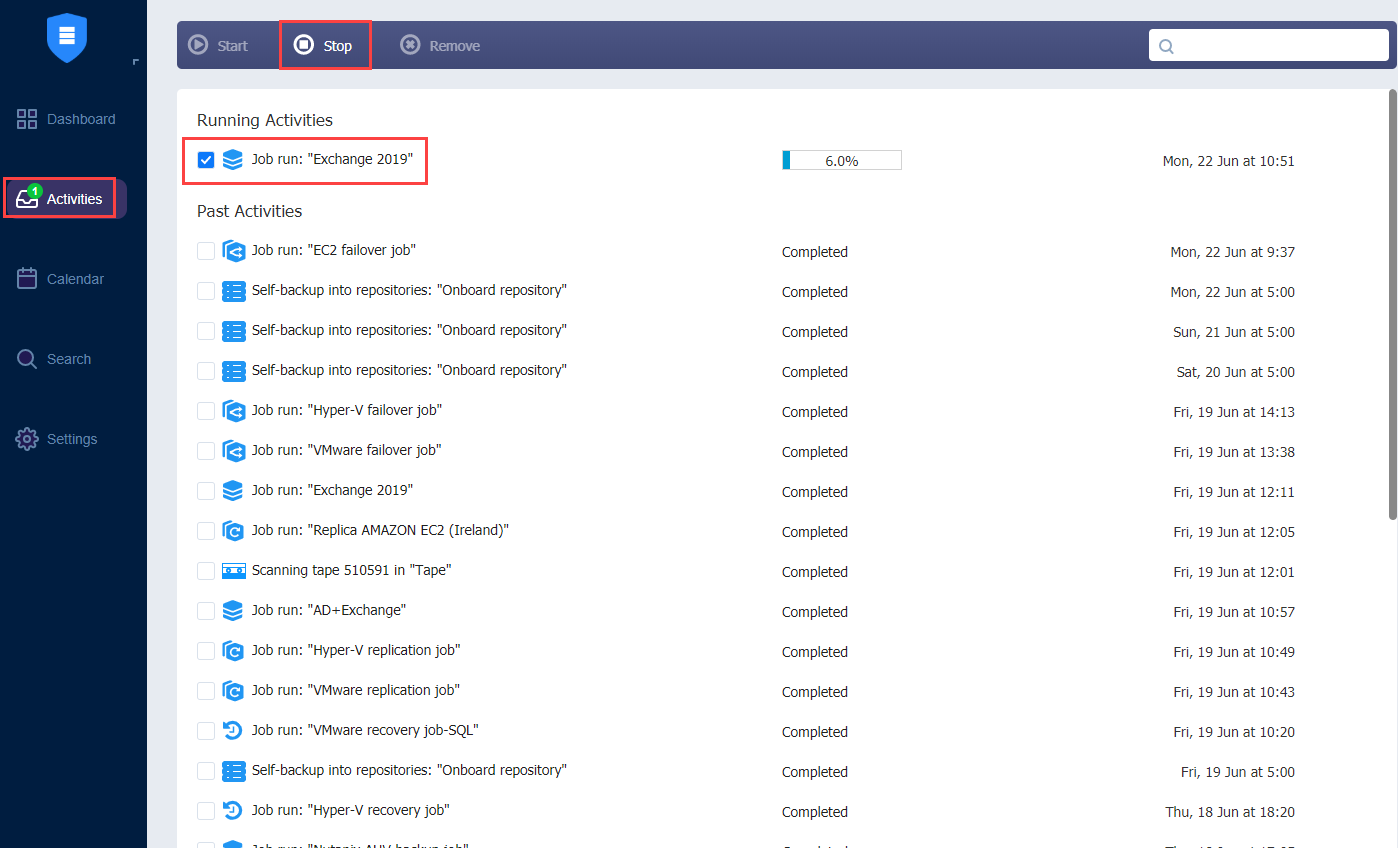 Start
Stop
Remove
Dashboard
1
Activities
Calendar
Search
Settings
Running Activities
Job run: "Exchange 2019" 6.0% Mon, 22 Jun at 10:51
Past Activities
Job run: "EC2 failover job" Completed Mon, 22 Jun at 9:37
Self-backup into repositories: "Onboard repository" Completed Mon, 22 Jun at 5:00
Self-backup into repositories: "Onboard repository" Completed Sun, 21 Jun at 5:00
Self-backup into repositories: "Onboard repository" Completed Sat, 20 Jun at 5:00
Job run: "Hyper-V failover job" Completed Fri, 19 Jun at 14:13
Job run: "VMware failover job" Completed Fri, 19 Jun at 13:38
Job run: "Exchange 2019" Completed Fri, 19 Jun at 12:11
Job run: "Replica AMAZON EC2 (Ireland)" Completed Fri, 19 Jun at 12:05
Scanning tape 510591 in "Tape" Completed Fri, 19 Jun at 12:01
Job run: "AD+Exchange" Completed Fri, 19 Jun at 10:57
Job run: "Hyper-V replication job" Completed Fri, 19 Jun at 10:49
Job run: "VMware replication job" Completed Fri, 19 Jun at 10:43
Job run: "VMware recovery job-SQL" Completed Fri, 19 Jun at 10:20
Self-backup into repositories: "Onboard repository" Completed Fri, 19 Jun at 5:00
Job run: "Hyper-V recovery job" Completed Thu, 18 Jun at 18:20
Job run: "Nutanix AHV backup job" Completed